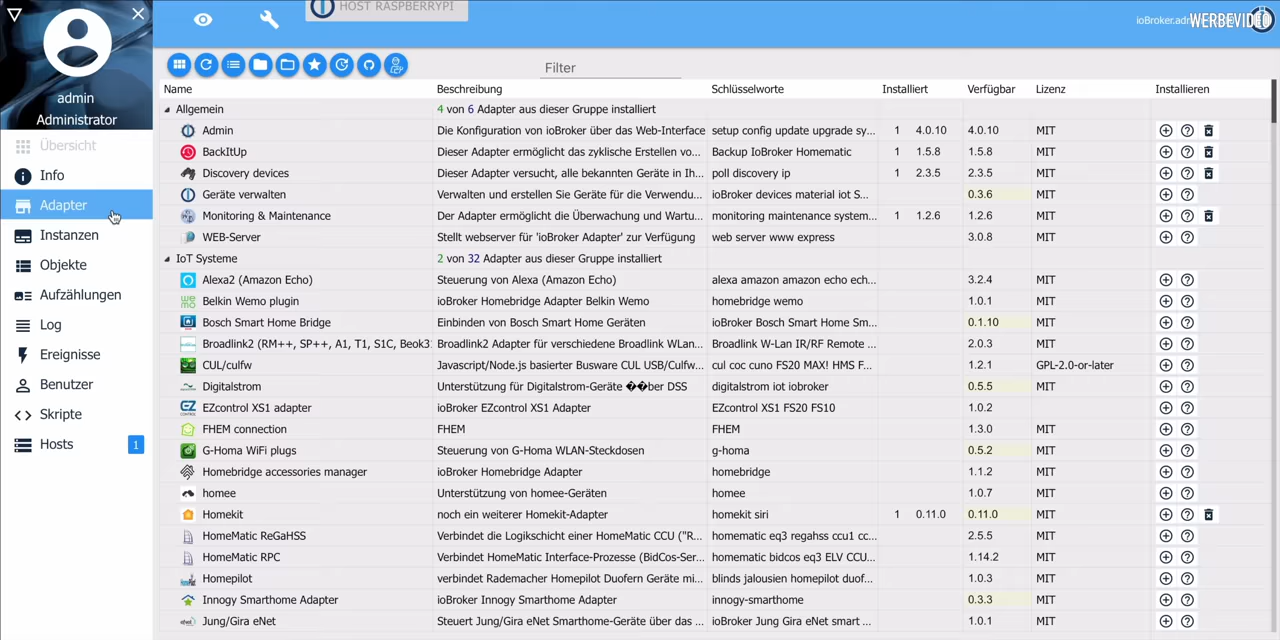 HOST RASPBERRYPI
ioBroker.adm
WERBEVIDEO
admin
Administrator
Übersicht
Info
Adapter
Instanzen
Objekte
Aufzählungen
Log
Ereignisse
Benutzer
Skripte
Hosts 1
Filter
Name Beschreibung Schlüsselworte Installiert Verfügbar Lizenz Installieren
Allgemein 4 von 6 Adapter aus dieser Gruppe installiert
Admin Die Konfiguration von ioBroker über das Web-Interface setup config update upgrade sy... 1 4.0.10 4.0.10 MIT
BackItUp Dieser Adapter ermöglicht das zyklische Erstellen vo... Backup IoBroker Homematic 1 1.5.8 1.5.8 MIT
Discovery devices Dieser Adapter versucht, alle bekannten Geräte in Ih... poll discovery ip 1 2.3.5 2.3.5 MIT
Geräte verwalten Verwalten und erstellen Sie Geräte für die Verwendu... ioBroker devices material iot S... 0.3.6 MIT
Monitoring & Maintenance Der Adapter ermöglicht die Überwachung und Wartu... monitoring maintenance system... 1 1.2.6 1.2.6 MIT
WEB-Server Stellt webserver für 'ioBroker Adapter' zur Verfügung web server www express 3.0.8 MIT
IoT Systeme 2 von 32 Adapter aus dieser Gruppe installiert
Alexa2 (Amazon Echo) Steuerung von Alexa (Amazon Echo) alexa amazon amazon echo ech... 3.2.4 MIT
Belkin Wemo plugin ioBroker Homebridge Adapter Belkin Wemo homebridge wemo 1.0.1 MIT
Bosch Smart Home Bridge Einbinden von Bosch Smart Home Geräten ioBroker Bosch Smart Home Sm... 0.1.10 MIT
Broadlink2 (RM++, SP++, A1, T1, S1C, Beok3 Broadlink2 Adapter für verschiedene Broadlink WLan... Broadlink W-Lan IR/RF Remote ... 2.0.3 MIT
CUL/culfw Javascript/Node.js basierter Busware CUL USB/Culfw... cul coc cuno FS20 MAX! HMS F... 1.2.1 GPL-2.0-or-later
Digitalstrom Unterstützung für Digitalstrom-Geräte ��ber DSS digitalstrom iot iobroker 0.5.5 MIT
EZcontrol XS1 adapter ioBroker EZcontrol XS1 Adapter EZcontrol XS1 FS20 FS10 1.0.2
FHEM connection FHEM FHEM 1.3.0 MIT
G-Homa WiFi plugs Steuerung von G-Homa WLAN-Steckdosen g-homa 0.5.2 MIT
Homebridge accessories manager ioBroker Homebridge Adapter homebridge 1.1.2 MIT
homee Unterstützung von homee-Geräten homee 1.0.7 MIT
Homekit noch ein weiterer Homekit-Adapter homekit siri 1 0.11.0 0.11.0 MIT
HomeMatic ReGaHSS Verbindet die Logikschicht einer HomeMatic CCU ("R... homematic eq3 regahss ccu1 cc... 2.5.5 MIT
HomeMatic RPC Verbindet HomeMatic Interface-Prozesse (BidCos-Ser... homematic bidcos eq3 ELV CCU... 1.14.2 MIT
Homepilot verbindet Rademacher Homepilot Duofern Geräte mi... blinds jalousien homepilot duof... 1.0.3 MIT
Innogy Smarthome Adapter ioBroker Innogy Smarthome Adapter innogy-smarthome 0.3.3 MIT
Jung/Gira eNet Steuert Jung/Gira eNet Smarthome-Geräte über das ... ioBroker Jung Gira eNet smart ... 1.0.1 MIT